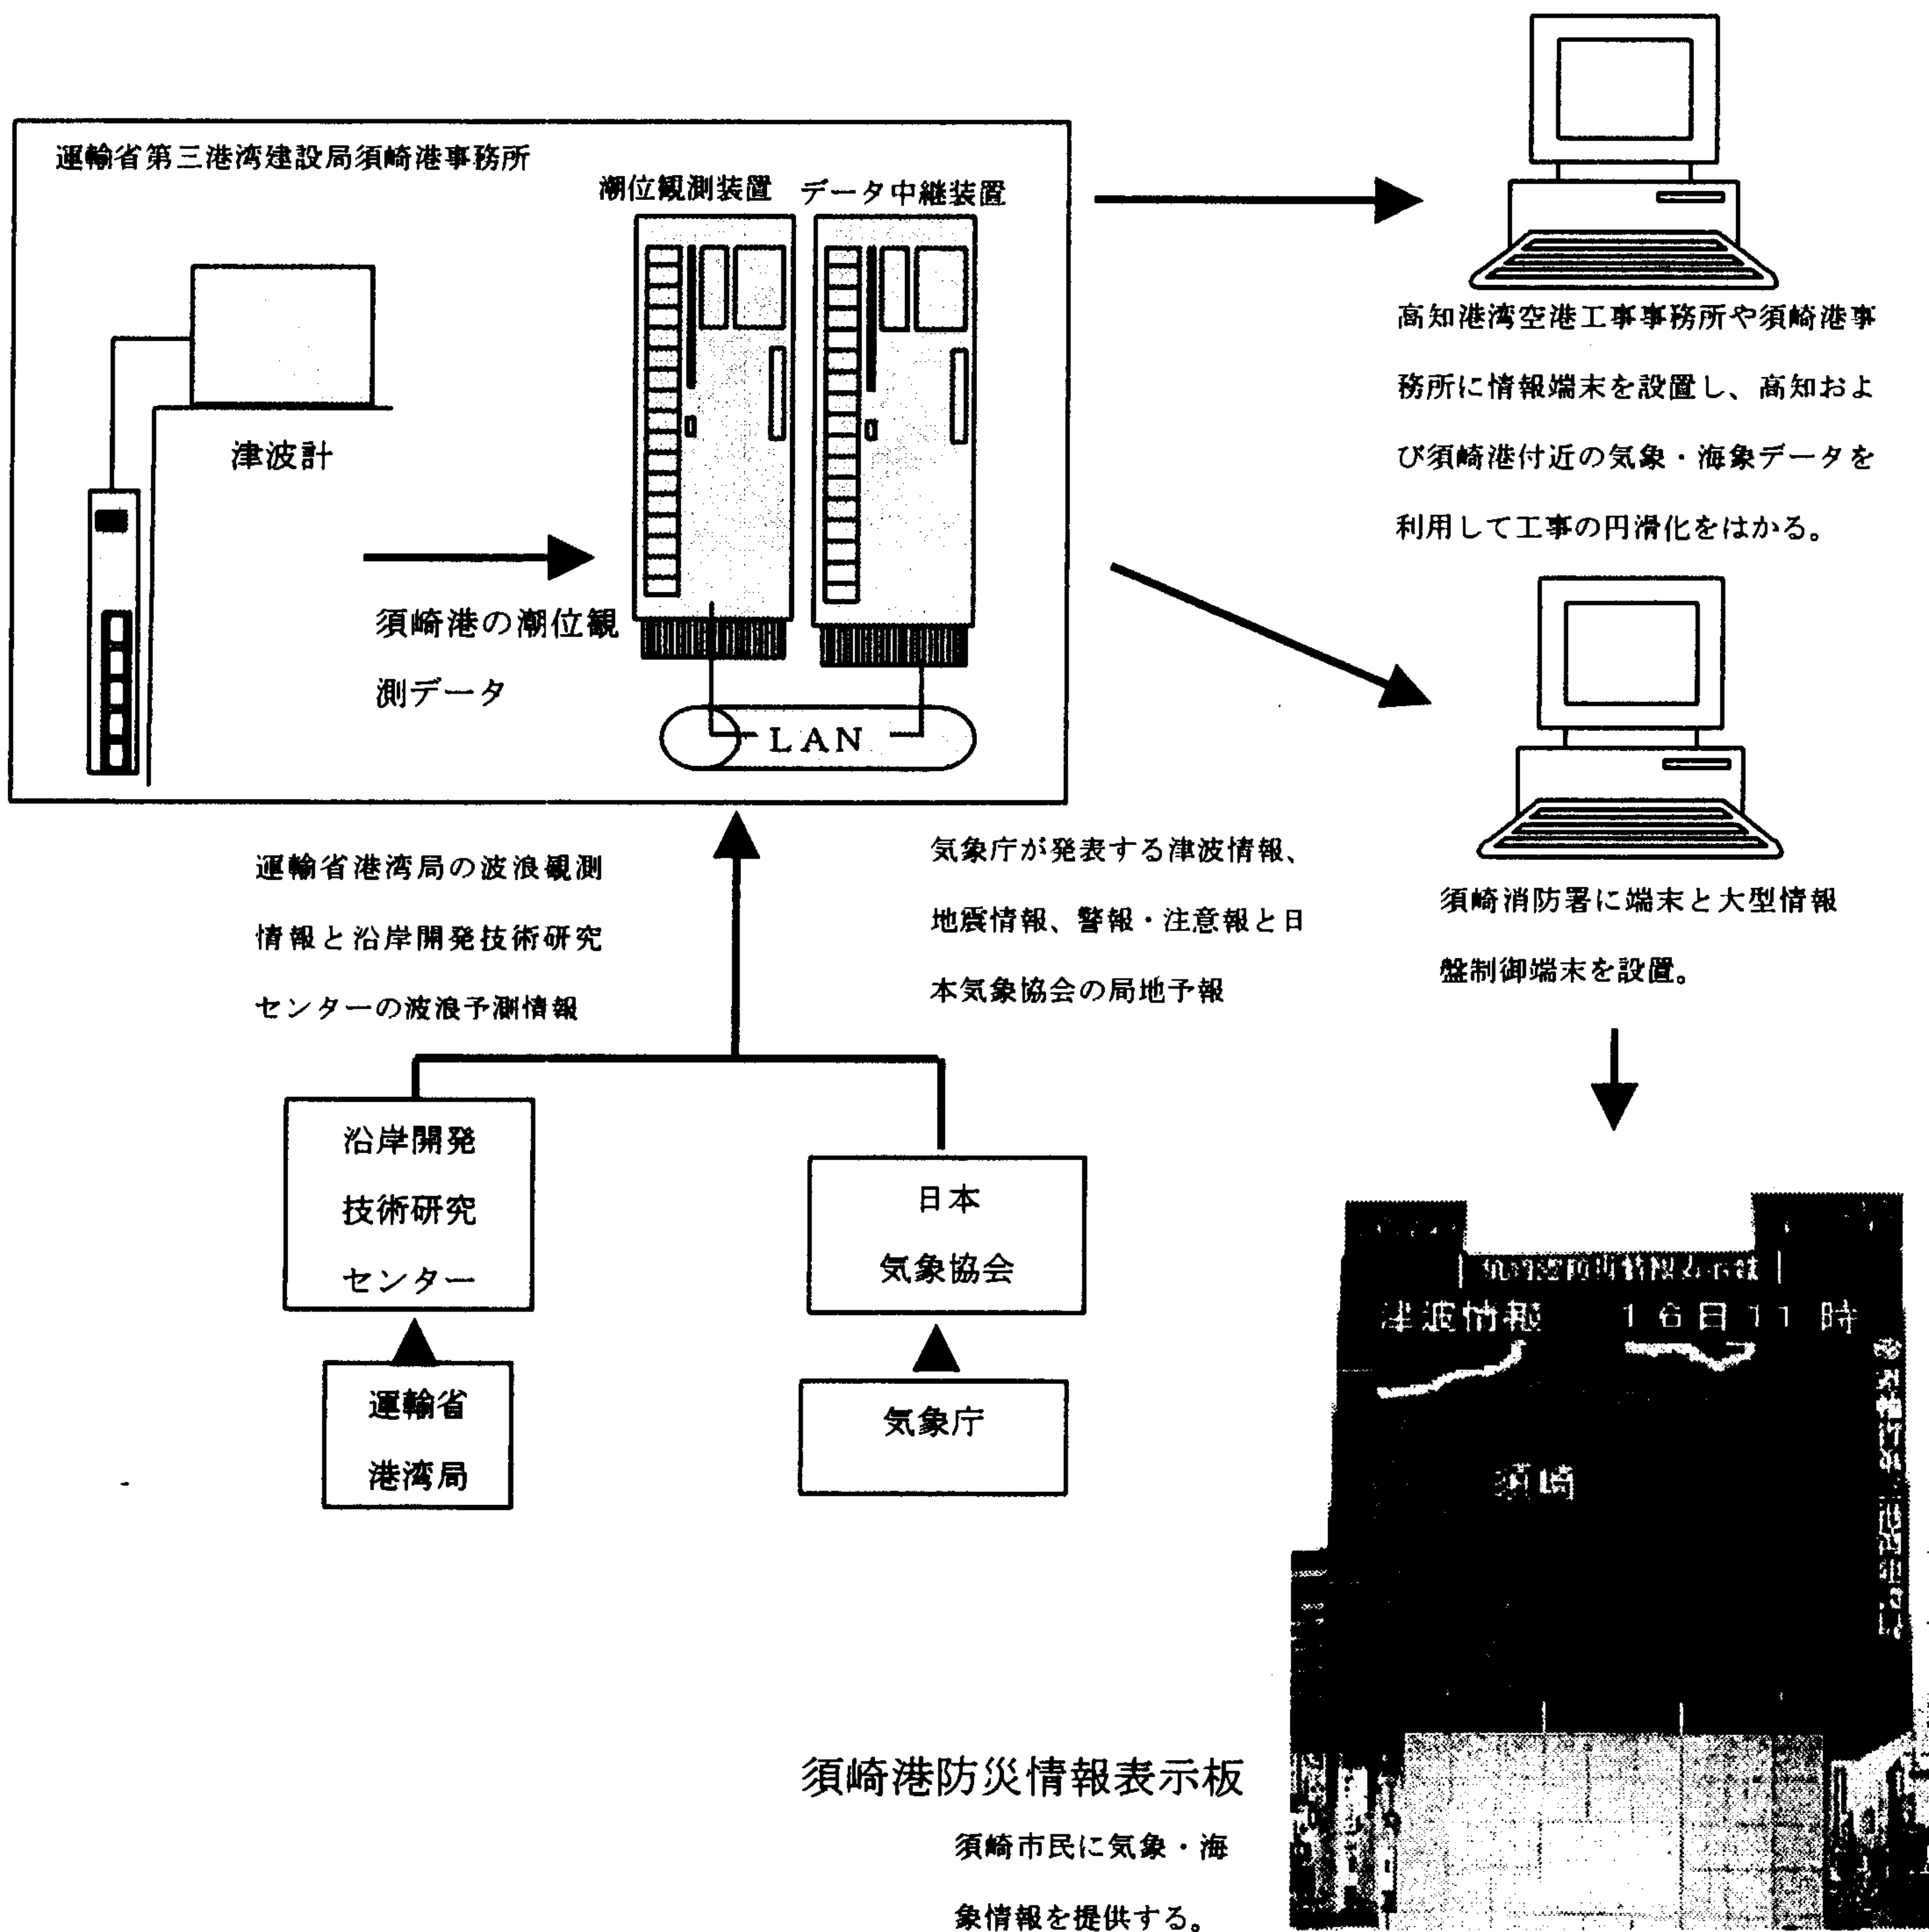 運輸省第三港湾建設局須崎港事務所
潮位観測装置
データ中継装置
津波計
須崎港の潮位観
測データ
LAN
高知港湾空港工事事務所や須崎港事
務所に情報端末を設置し、高知およ
び須崎港付近の気象・海象データを
利用して工事の円滑化をはかる。
運輸省港湾局の波浪観測
情報と沿岸開発技術研究
センターの波浪予測情報
気象庁が発表する津波情報、
地震情報、警報・注意報と日
本気象協会の局地予報
須崎消防署に端末と大型情報
盤制御端末を設置。
沿岸開発
技術研究
センター
日本
気象協会
運輸省
港湾局
気象庁
津波情報 16日11時
須崎
須崎港防災情報表示板
須崎市民に気象・海
象情報を提供する。